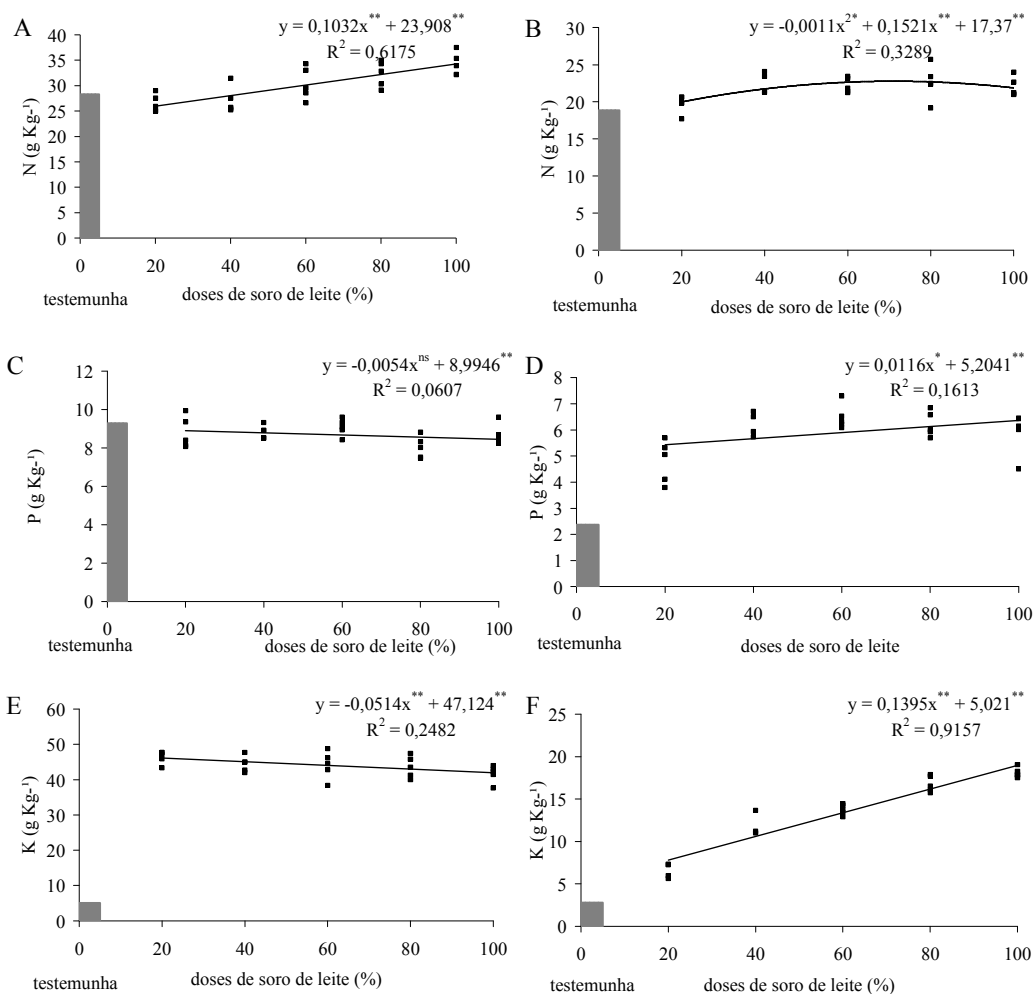 A
y = 0,1032x** + 23,908**
R² = 0,6175
N (g Kg-¹)
40
35
30
25
20
15
10
5
0
0 20 40 60 80 100
testemunha doses de soro de leite (%)
B
y = -0,0011x²* + 0,1521x** + 17,37**
R² = 0,3289
N (g Kg-¹)
30
25
20
15
10
5
0
0 20 40 60 80 100
testemunha doses de soro de leite (%)
C
y = -0,0054xⁿˢ + 8,9946**
R² = 0,0607
P (g Kg-¹)
12
10
8
6
4
2
0
0 20 40 60 80 100
testemunha doses de soro de leite (%)
D
y = 0,0116x* + 5,2041**
R² = 0,1613
P (g Kg-¹)
8
7
6
5
4
3
2
1
0
0 20 40 60 80 100
testemunha doses de soro de leite
E
y = -0,0514x** + 47,124**
R² = 0,2482
K (g Kg-¹)
60
50
40
30
20
10
0
0 20 40 60 80 100
testemunha doses de soro de leite (%)
F
y = 0,1395x** + 5,021**
R² = 0,9157
K (g Kg-¹)
25
20
15
10
5
0
0 20 40 60 80 100
testemunha doses de soro de leite (%)